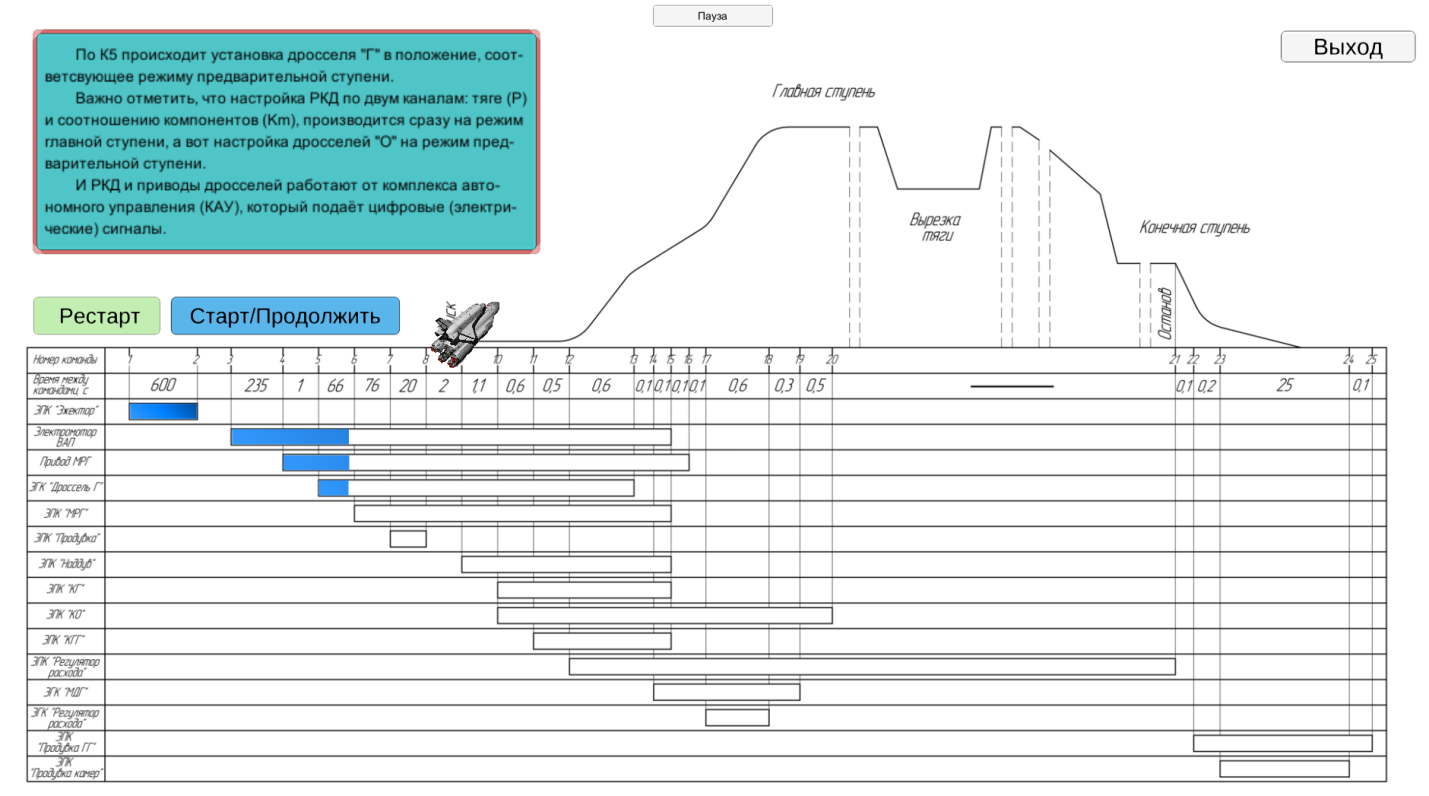 Пауза
Выход
По К5 происходит установка дросселя "Г" в положение, соот-
ветсвующее режиму предварительной ступени.
Важно отметить, что настройка РКД по двум каналам: тяге (Р)
и соотношению компонентов (Km), производится сразу на режим
главной ступени, а вот настройка дросселей "О" на режим пред-
варительной ступени.
И РКД и приводы дросселей работают от комплекса авто-
номного управления (КАУ), который подаёт цифровые (электри-
ческие) сигналы.
Главная ступень
Вырезка
тяги
Конечная ступень
Останов
Рестарт
Старт/Продолжить
Номер команды 1 2 3 4 5 6 7 8 10 11 12 13 14 15 16 17 18 19 20 21 22 23 24 25
Время между
командами, с
600 235 1 66 76 20 2 1,1 0,6 0,5 0,6 0,1 0,1 0,1 0,1 0,6 0,3 0,5 0,1 0,2 25 0,1
ЭПК "Эжектор"
Электромотор
ВАП
Привод МРГ
ЭГК "Дроссель Г"
ЭПК "МРГ"
ЭПК "Продувка"
ЭПК "Наддув"
ЭПК "КГ"
ЭПК "КО"
ЭПК "КГГ"
ЭПК "Регулятор
расхода"
ЭГК "МДГ"
ЭГК "Регулятор
расхода"
ЭПК
"Продувка ГГ"
ЭПК
"Продувка камер"